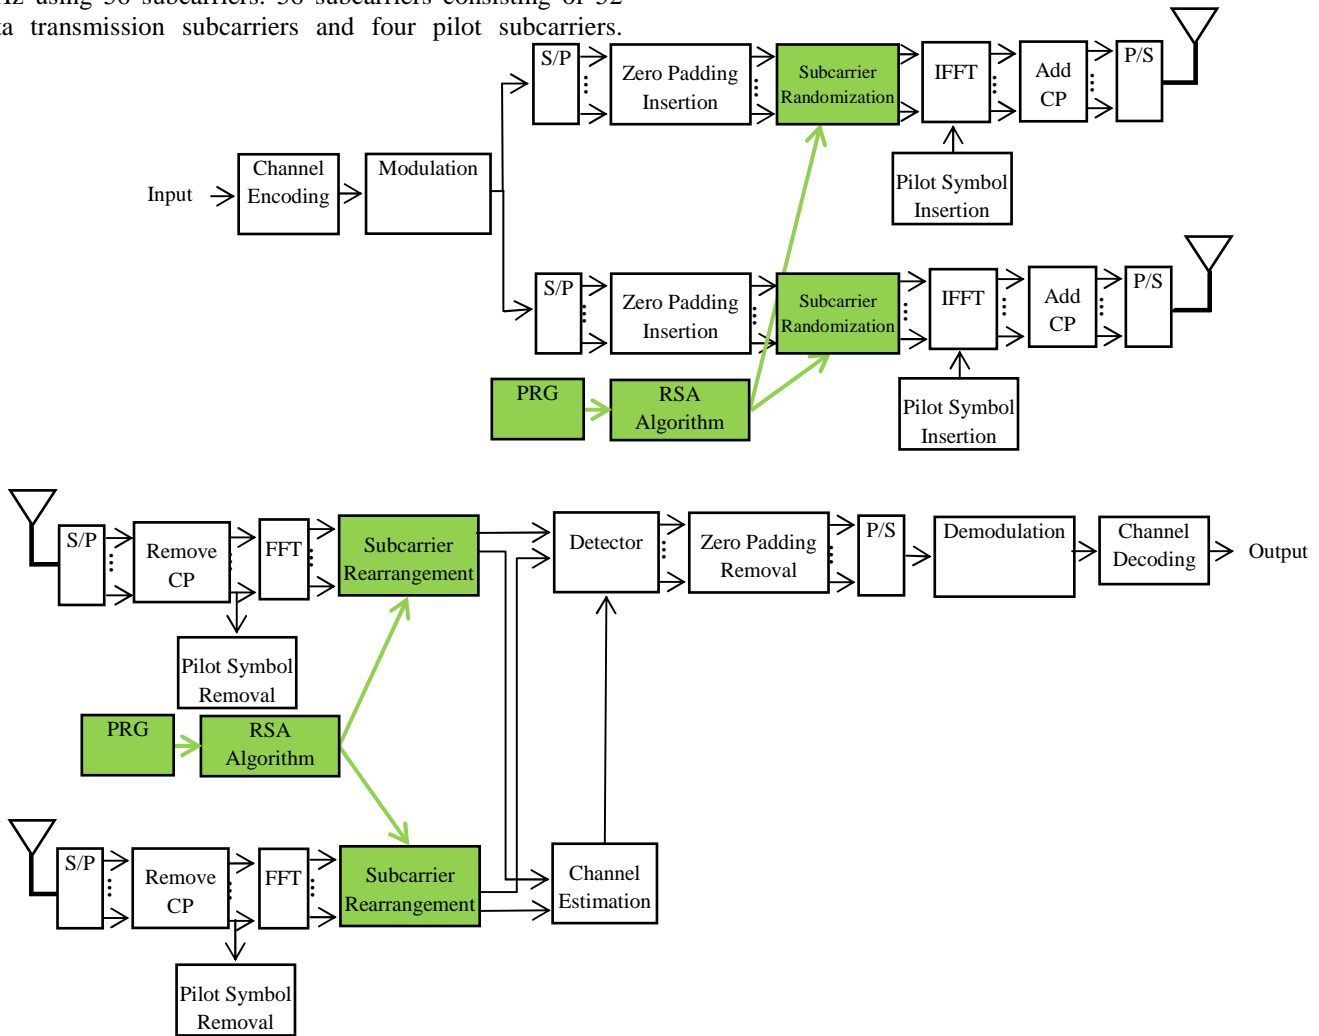 using 56 subcarriers. 56 subcarriers consisting of 52
transmission subcarriers and four pilot subcarriers.
S/P
Zero Padding
Insertion
Subcarrier
Randomization
IFFT
Add
CP
P/S
Pilot Symbol
Insertion
Input
Channel
Encoding
Modulation
S/P
Zero Padding
Insertion
Subcarrier
Randomization
IFFT
Add
CP
P/S
Pilot Symbol
Insertion
PRG
RSA
Algorithm
S/P
Remove
CP
FFT
Subcarrier
Rearrangement
Detector
Zero Padding
Removal
P/S
Demodulation
Channel
Decoding
Output
Pilot Symbol
Removal
PRG
RSA
Algorithm
S/P
Remove
CP
FFT
Subcarrier
Rearrangement
Channel
Estimation
Pilot Symbol
Removal